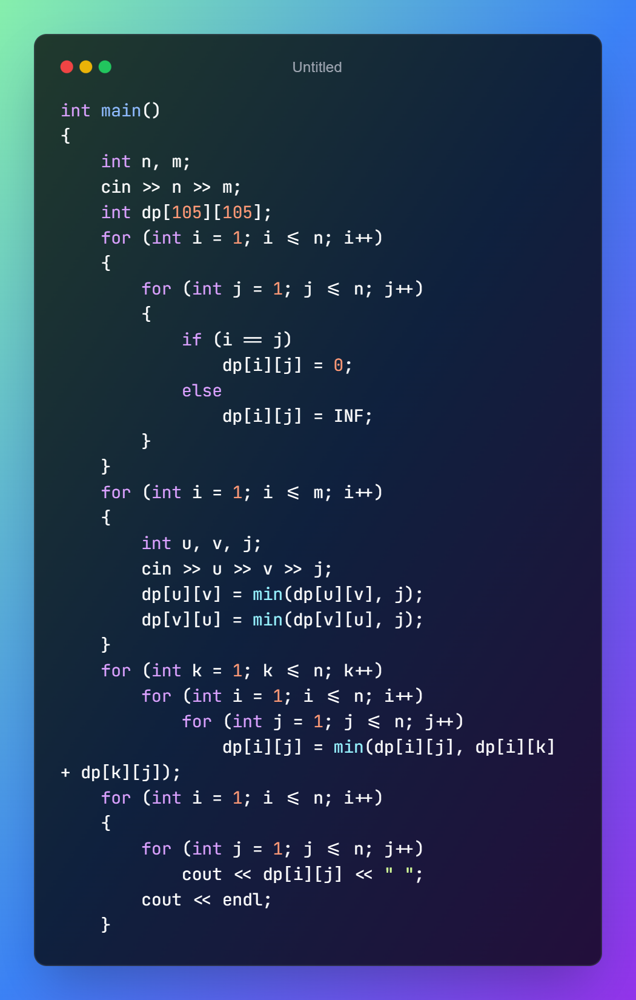 Untitled
int main()
{
    int n, m;
    cin >> n >> m;
    int dp[105][105];
    for (int i = 1; i <= n; i++)
    {
        for (int j = 1; j <= n; j++)
        {
            if (i == j)
                dp[i][j] = 0;
            else
                dp[i][j] = INF;
        }
    }
    for (int i = 1; i <= m; i++)
    {
        int u, v, j;
        cin >> u >> v >> j;
        dp[u][v] = min(dp[u][v], j);
        dp[v][u] = min(dp[v][u], j);
    }
    for (int k = 1; k <= n; k++)
        for (int i = 1; i <= n; i++)
            for (int j = 1; j <= n; j++)
                dp[i][j] = min(dp[i][j], dp[i][k]
+ dp[k][j]);
    for (int i = 1; i <= n; i++)
    {
        for (int j = 1; j <= n; j++)
            cout << dp[i][j] << " ";
        cout << endl;
    }